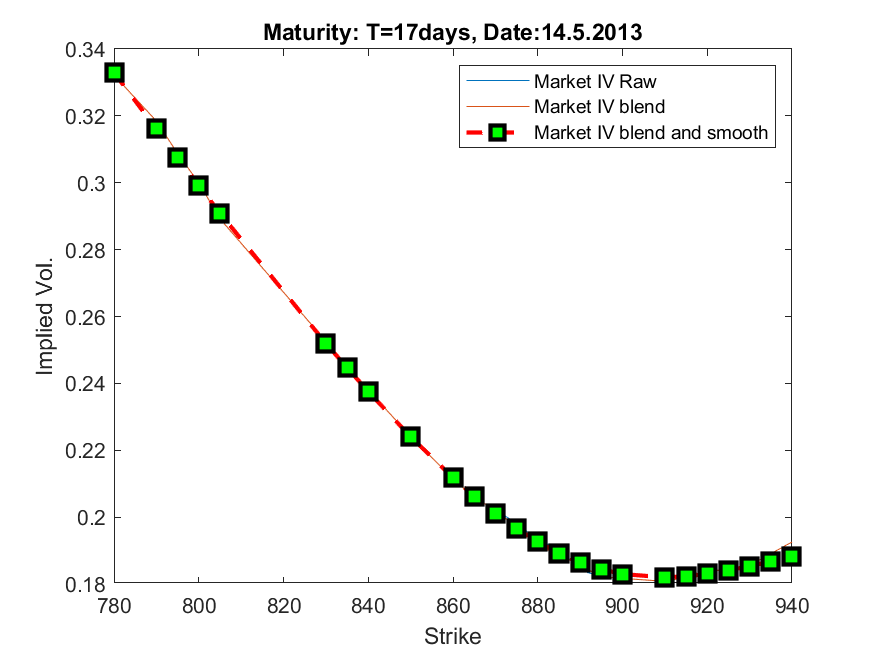 Maturity: T=17days, Date:14.5.2013
0.34
0.32
0.3
0.28
0.26
0.24
0.22
0.2
0.18
Implied Vol.
Market IV Raw
Market IV blend
Market IV blend and smooth
780 800 820 840 860 880 900 920 940
Strike